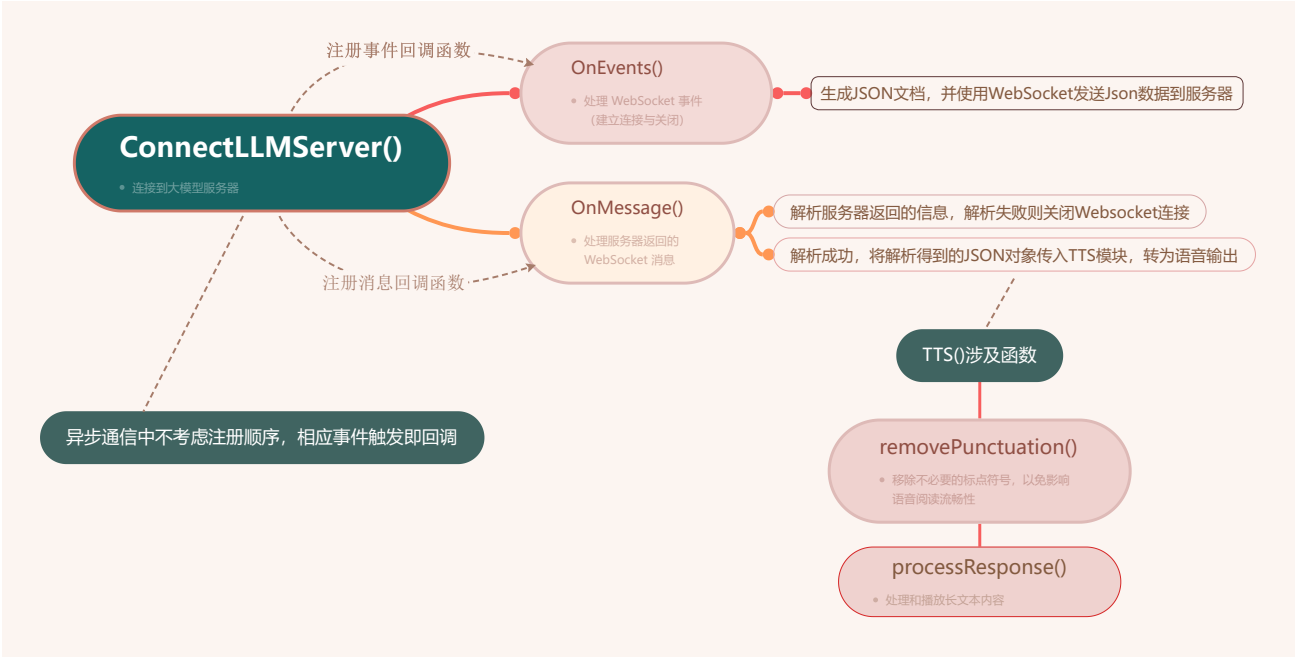 注册事件回调函数
OnEvents()
• 处理 WebSocket 事件
（建立连接与关闭）
生成JSON文档，并使用WebSocket发送Json数据到服务器
ConnectLLMServer()
• 连接到大模型服务器
OnMessage()
• 处理服务器返回的
WebSocket 消息
解析服务器返回的信息，解析失败则关闭Websocket连接
解析成功，将解析得到的JSON对象传入TTS模块，转为语音输出
注册消息回调函数
TTS()涉及函数
异步通信中不考虑注册顺序，相应事件触发即回调
removePunctuation()
• 移除不必要的标点符号，以免影响
语音阅读流畅性
processResponse()
• 处理和播放长文本内容